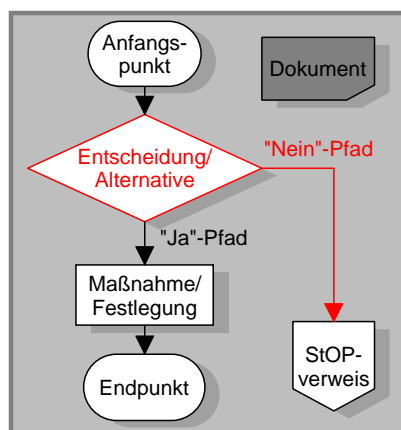 Anfangs-
punkt
Dokument
Entscheidung/
Alternative
"Nein"-Pfad
"Ja"-Pfad
Maßnahme/
Festlegung
StOP-
verweis
Endpunkt